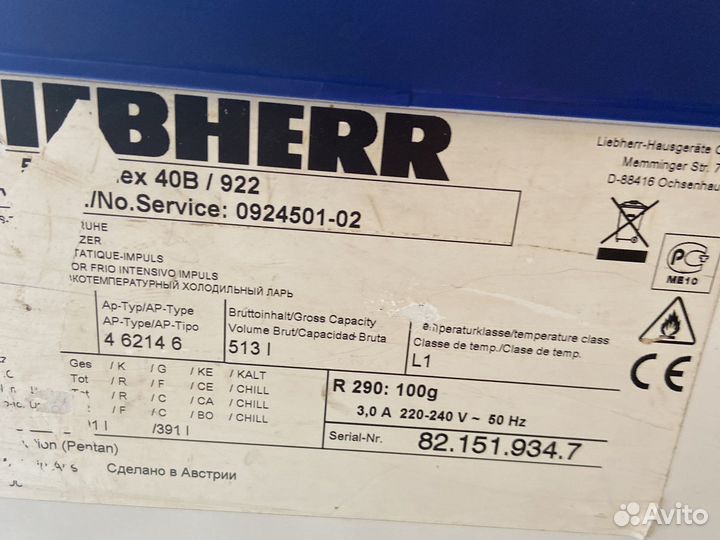 IEBHERR
Liebherr-Hausgeräte
Memminger Str. 7
D-88416 Ochsenhau
ex 40B / 922
./No.Service: 0924501-02
RUHE
ZER
TATIQUE-IMPULS
OR FRIO INTENSIVO IMPULS
КОТЕМПЕРАТУРНЫЙ ХОЛОДИЛЬНЫЙ ЛАРЬ
РС
ME10
Ap-Typ/AP-Type
AP-Type/AP-Tipo
4 6214 6
Bruttoinhalt/Gross Capacity
Volume Brut/Capacidad Bruta
513 l
emperaturklasse/temperature class
Classe de temp./Clase de temp.
L1
CE
Ges / K / G / KE / KALT
Tot / R / F / CE / CHILL
Tot / R / C / CA / CHILL
/ F / C / BO / CHILL
/391 l
R 290: 100g
3,0 A 220-240 V ~ 50 Hz
Serial-Nr. 82.151.934.7
(Pentan)
Сделано в Австрии
Avito